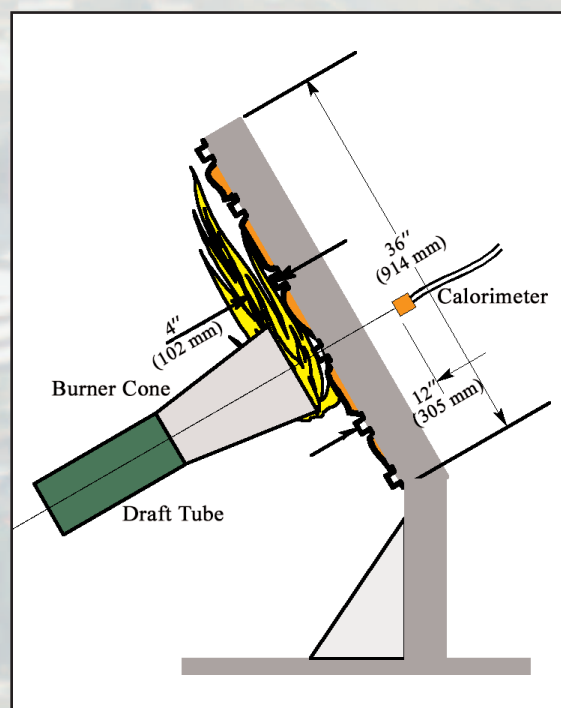 36″
(914 mm)
Calorimeter
4″
(102 mm)
12″
(305 mm)
Burner Cone
Draft Tube